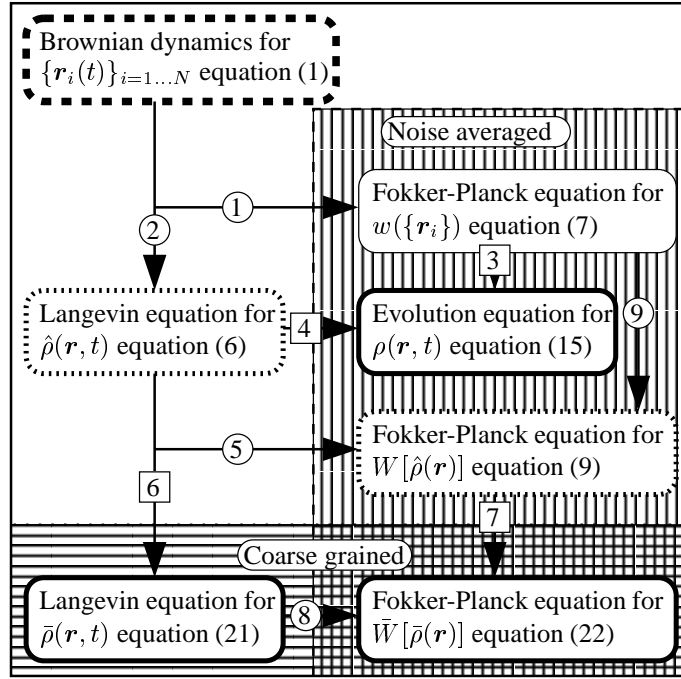 Brownian dynamics for
{r_i(t)}_{i=1...N} equation (1)
Noise averaged
1
Fokker-Planck equation for
w({r_i}) equation (7)
2
3
Langevin equation for
ρ̂(r, t) equation (6)
4
Evolution equation for
ρ(r, t) equation (15)
9
5
Fokker-Planck equation for
W[ρ̂(r)] equation (9)
6
7
Coarse grained
Langevin equation for
ρ̄(r, t) equation (21)
8
Fokker-Planck equation for
W̄[ρ̄(r)] equation (22)